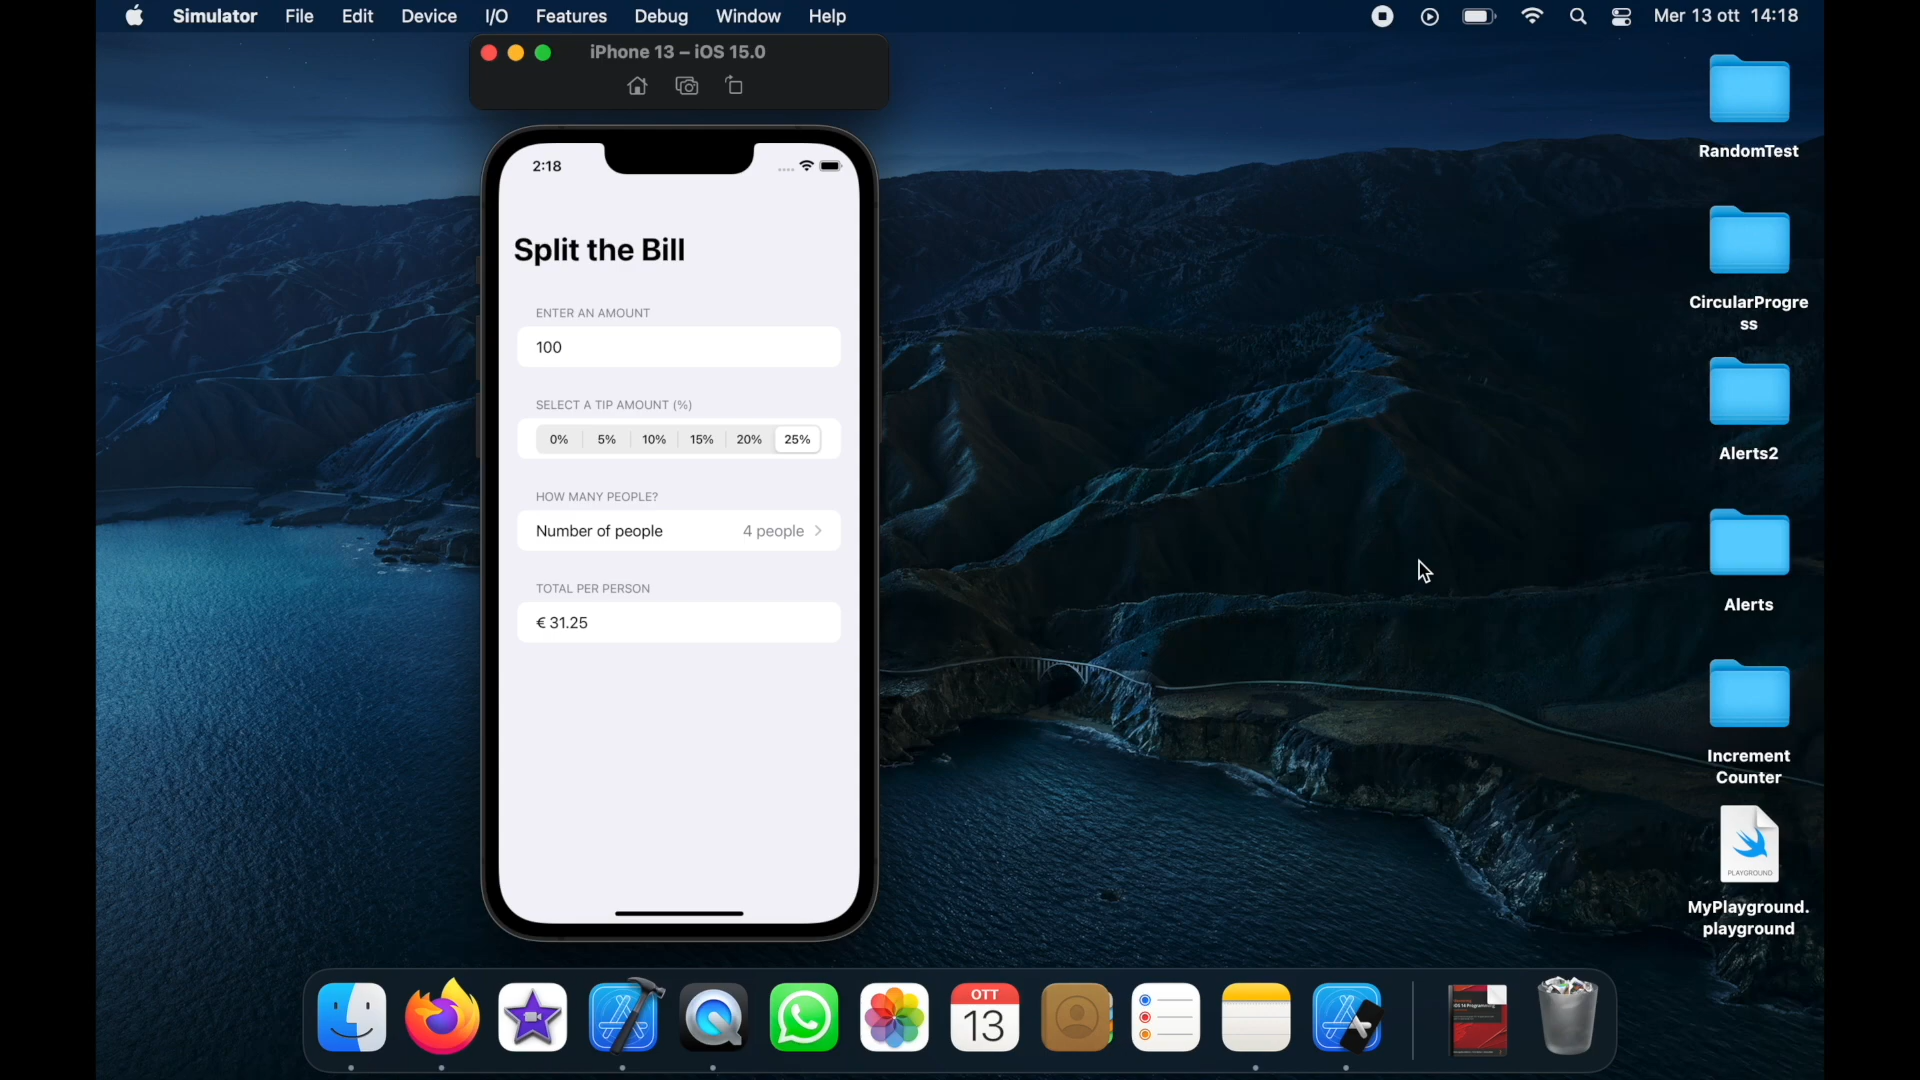 Simulator File Edit Device I/O Features Debug Window Help Mer 13 ott 14:18
iPhone 13 – iOS 15.0
2:18
Split the Bill
ENTER AN AMOUNT
100
SELECT A TIP AMOUNT (%)
0% 5% 10% 15% 20% 25%
HOW MANY PEOPLE?
Number of people 4 people
TOTAL PER PERSON
€ 31.25
RandomTest
CircularProgre
ss
Alerts2
Alerts
Increment
Counter
PLAYGROUND
MyPlayground.
playground
OTT
13